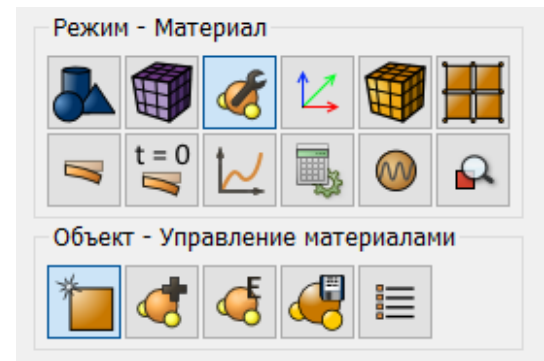 Режим - Материал
t = 0
Объект - Управление материалами
E